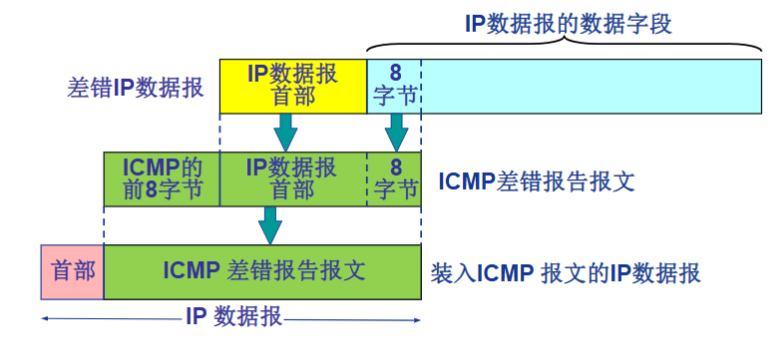 IP数据报的数据字段
差错IP数据报
IP数据报
首部
8
字节
ICMP的
前8字节
IP数据报
首部
8
字节
ICMP差错报告报文
首部
ICMP 差错报告报文
装入ICMP 报文的IP数据报
IP 数据报